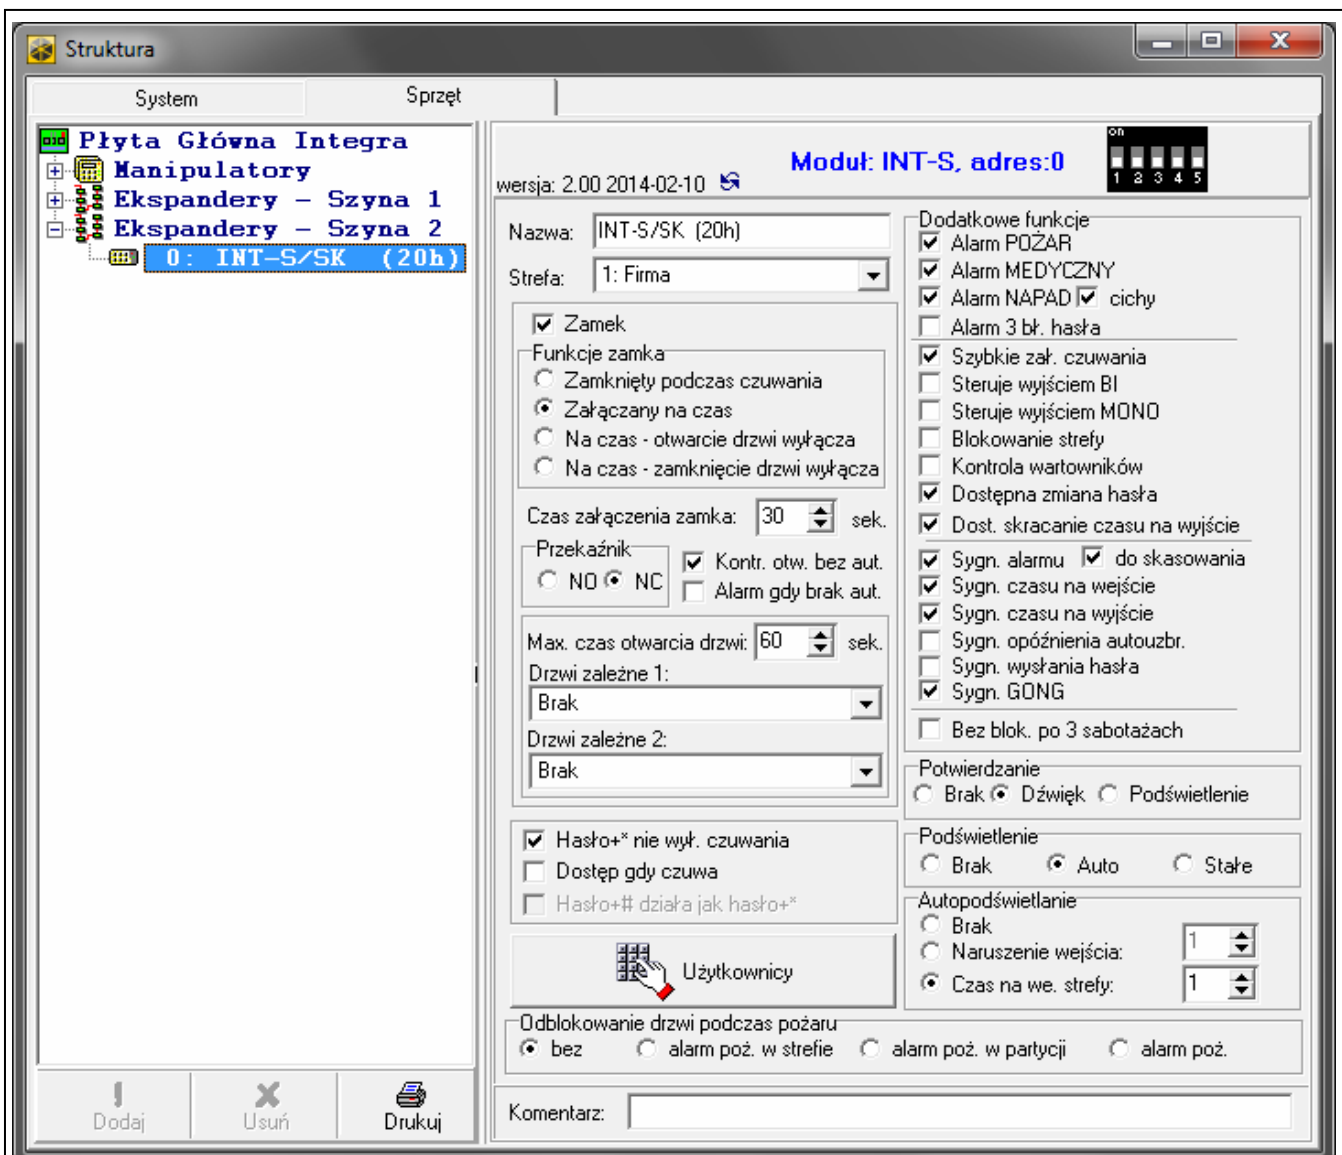 Struktura
System
Sprzęt
Płyta Główna Integra
Manipulatory
Ekspandery - Szyna 1
Ekspandery - Szyna 2
0: INT-S/SK (20h)
Dodaj
Usuń
Drukuj
wersja: 2.00 2014-02-10
Moduł: INT-S, adres:0
on
1 2 3 4 5
Nazwa: INT-S/SK (20h)
Strefa: 1: Firma
Zamek
Funkcje zamka
Zamknięty podczas czuwania
Załączany na czas
Na czas - otwarcie drzwi wyłącza
Na czas - zamknięcie drzwi wyłącza
Czas załączenia zamka: 30 sek.
Przekaźnik
NO NC
Kontr. otw. bez aut.
Alarm gdy brak aut.
Max. czas otwarcia drzwi: 60 sek.
Drzwi zależne 1:
Brak
Drzwi zależne 2:
Brak
Hasło+* nie wył. czuwania
Dostęp gdy czuwa
Hasło+# działa jak hasło+*
Użytkownicy
Dodatkowe funkcje
Alarm POŻAR
Alarm MEDYCZNY
Alarm NAPAD cichy
Alarm 3 bł. hasła
Szybkie zał. czuwania
Steruje wyjściem BI
Steruje wyjściem MONO
Blokowanie strefy
Kontrola wartowników
Dostępna zmiana hasła
Dost. skracanie czasu na wyjście
Sygn. alarmu do skasowania
Sygn. czasu na wejście
Sygn. czasu na wyjście
Sygn. opóźnienia autouzbr.
Sygn. wysłania hasła
Sygn. GONG
Bez blok. po 3 sabotażach
Potwierdzanie
Brak Dźwięk Podświetlenie
Podświetlenie
Brak Auto Stałe
Autopodświetlanie
Brak
Naruszenie wejścia: 1
Czas na we. strefy: 1
Odblokowanie drzwi podczas pożaru
bez alarm poż. w strefie alarm poż. w partycji alarm poż.
Komentarz: